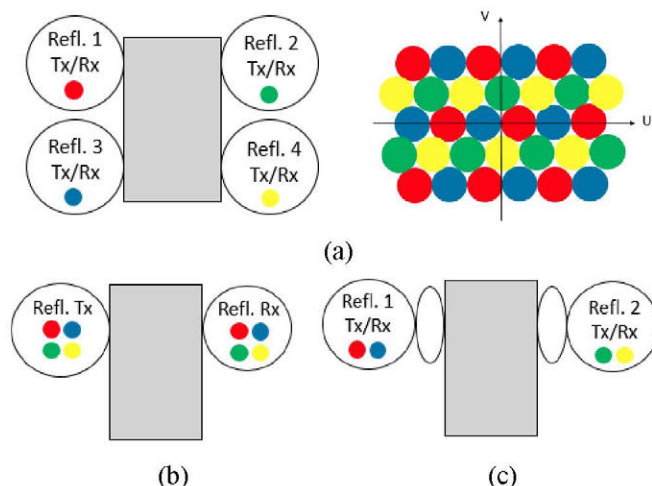 Refl. 1
Tx/Rx
Refl. 2
Tx/Rx
Refl. 3
Tx/Rx
Refl. 4
Tx/Rx
V
U
(a)
Refl. Tx
Refl. Rx
Refl. 1
Tx/Rx
Refl. 2
Tx/Rx
(b)
(c)